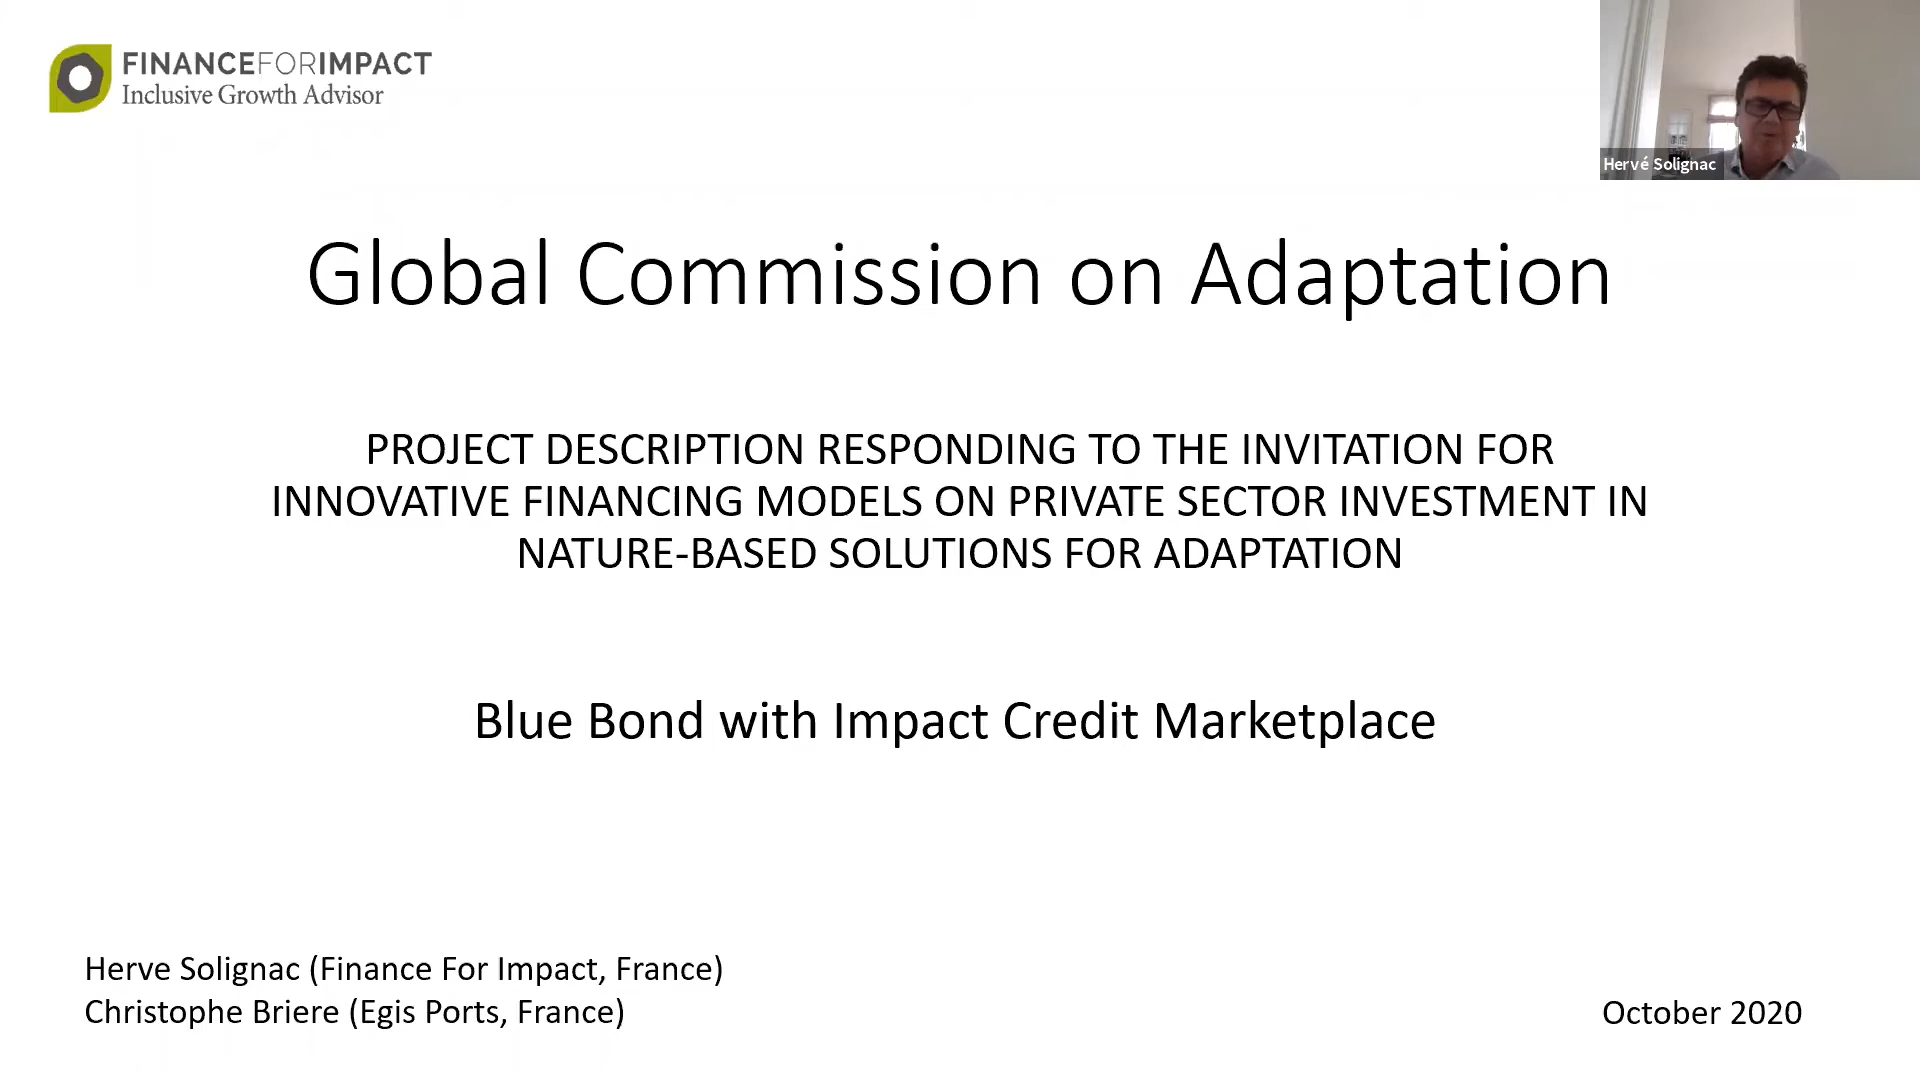 FINANCEFORIMPACT
Inclusive Growth Advisor
Hervé Solignac
Global Commission on Adaptation
PROJECT DESCRIPTION RESPONDING TO THE INVITATION FOR
INNOVATIVE FINANCING MODELS ON PRIVATE SECTOR INVESTMENT IN
NATURE-BASED SOLUTIONS FOR ADAPTATION
Blue Bond with Impact Credit Marketplace
Herve Solignac (Finance For Impact, France)
Christophe Briere (Egis Ports, France)
October 2020